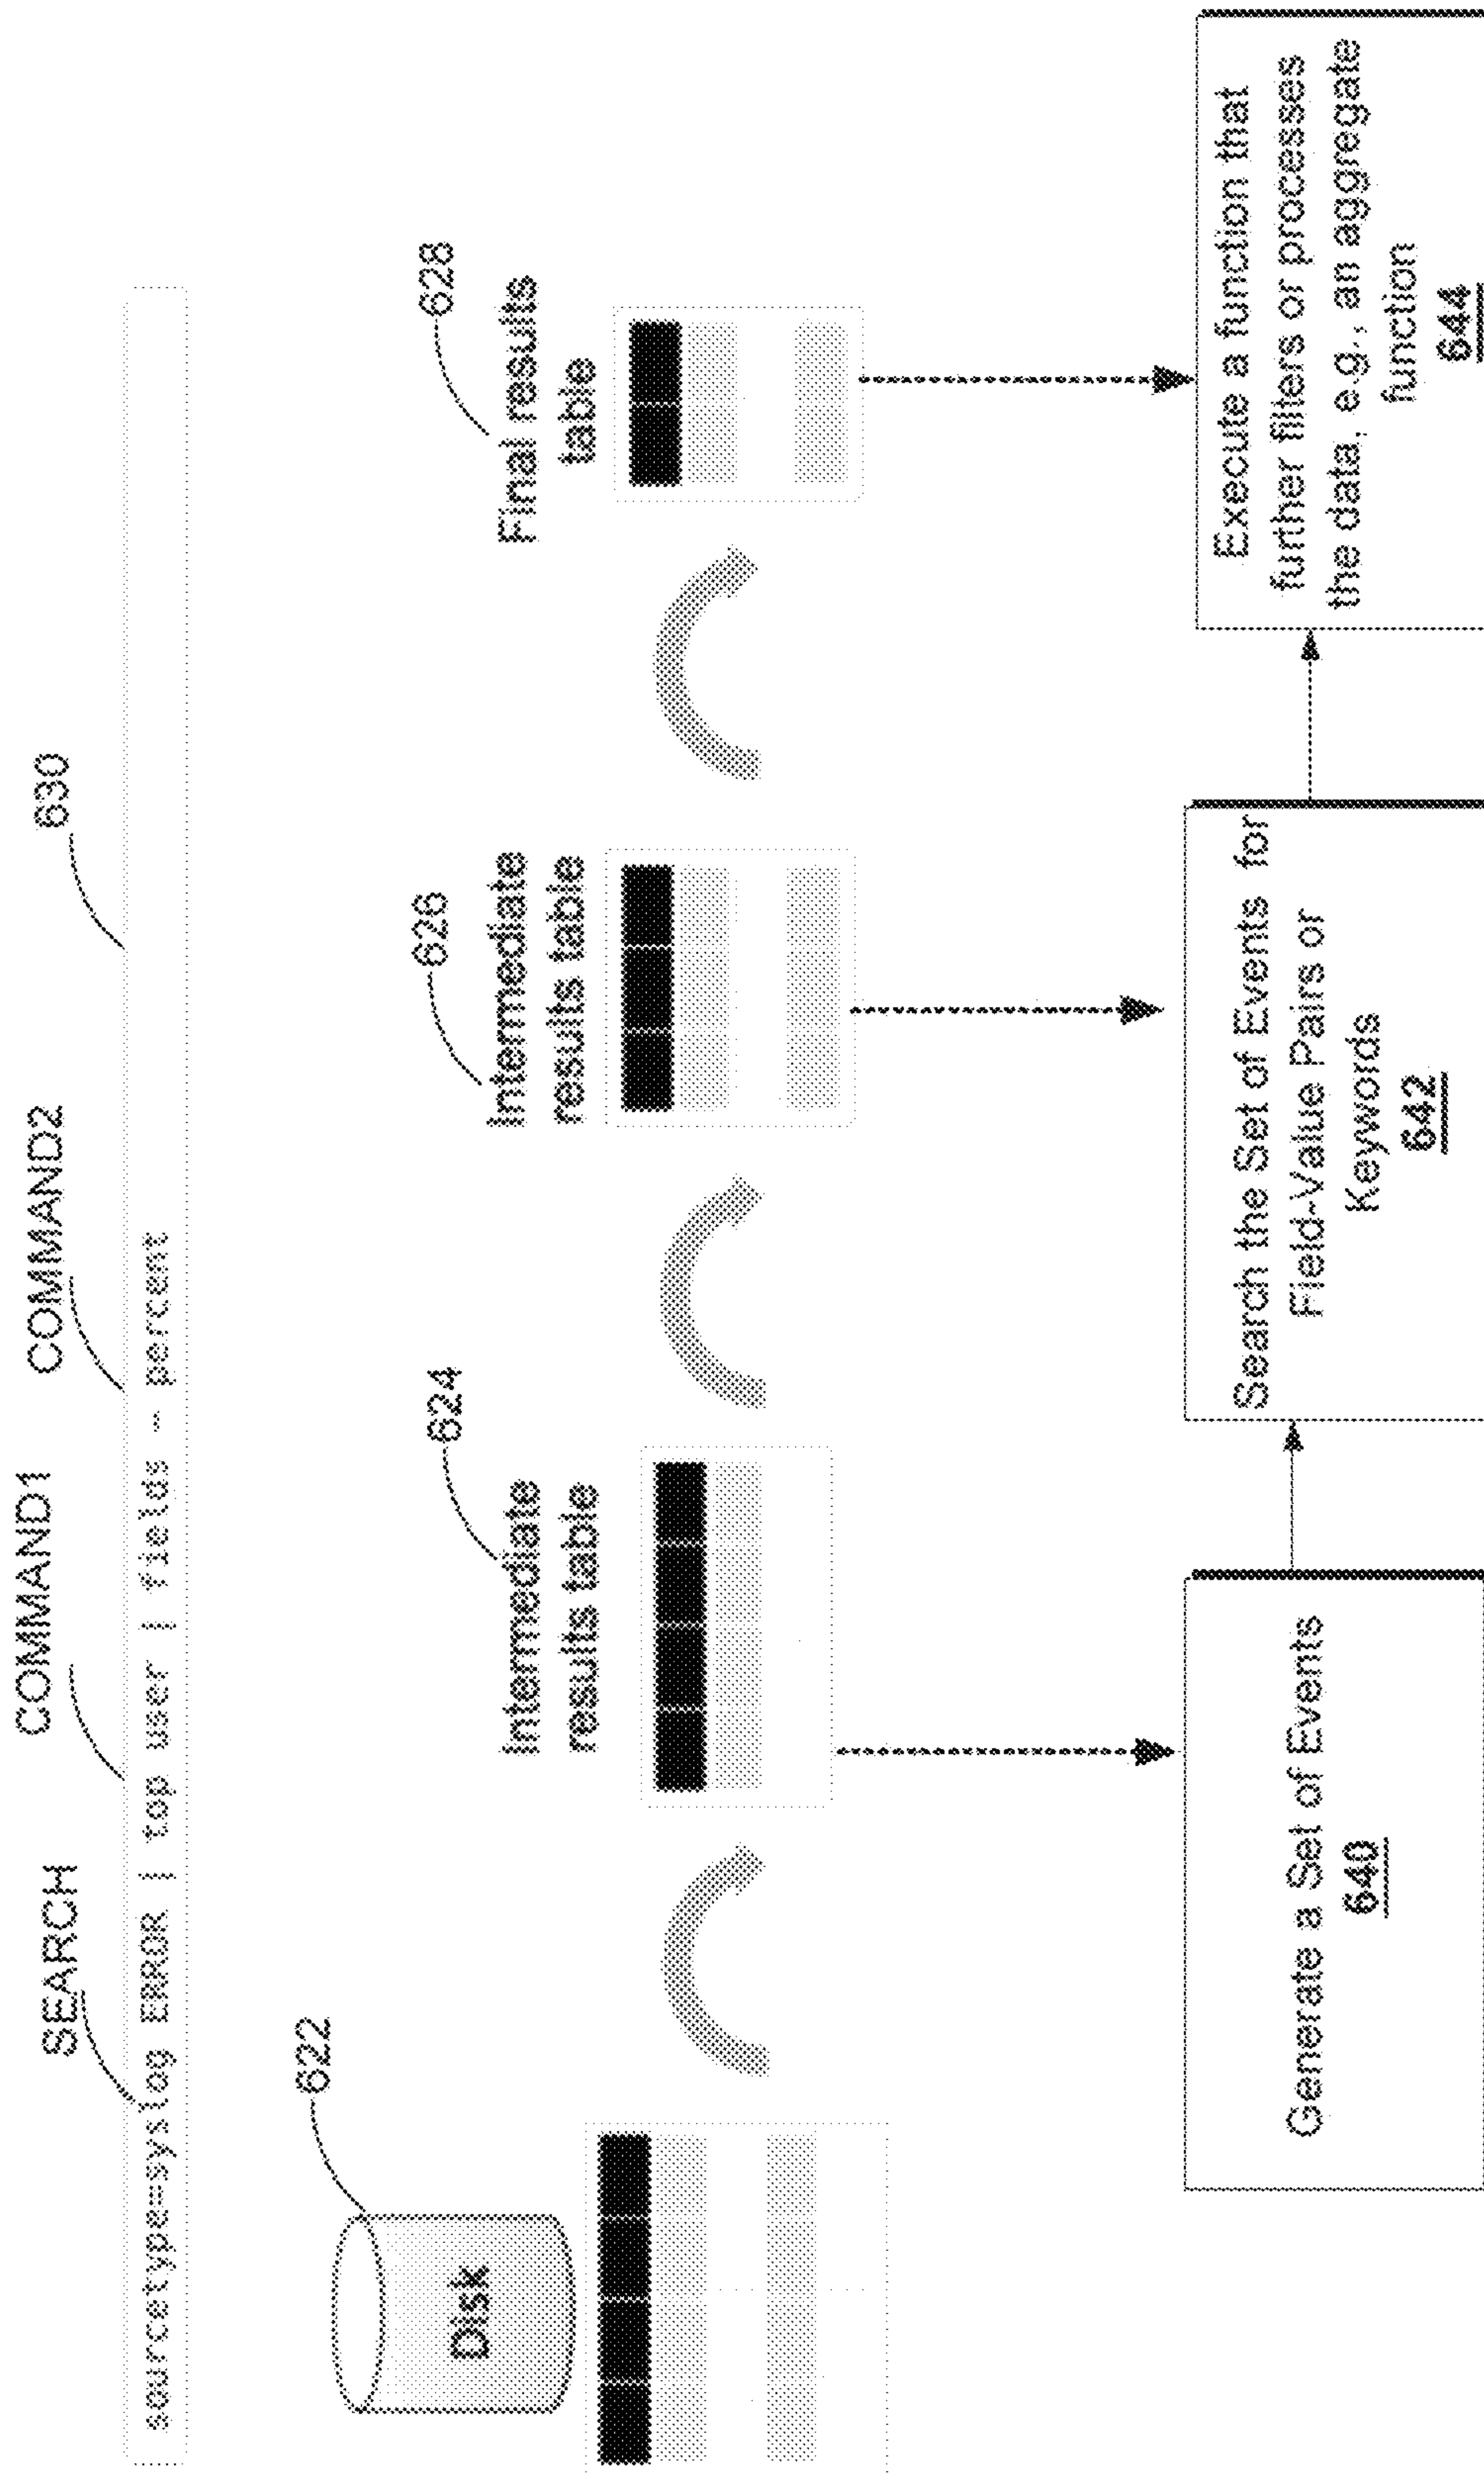 SEARCH
COMMAND1
COMMAND2
630
sourcetype=syslog ERROR | top user | fields - percent
622
Disk
624
Intermediate
results table
626
Intermediate
results table
628
Final results
table
Generate a Set of Events
640
Search the Set of Events for
Field-Value Pairs or
Keywords
642
Execute a function that
further filters or processes
the data, e.g., an aggregate
function
644